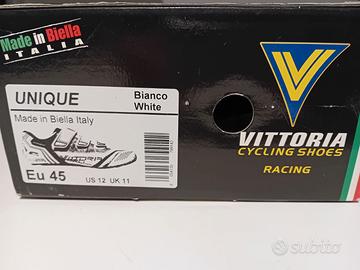 Made in Biella
ITALIA
UNIQUE
Bianco
White
Made in Biella Italy
VITTORIA
Eu 45
US 12 UK 11
VITTORIA
CYCLING SHOES
RACING
subito